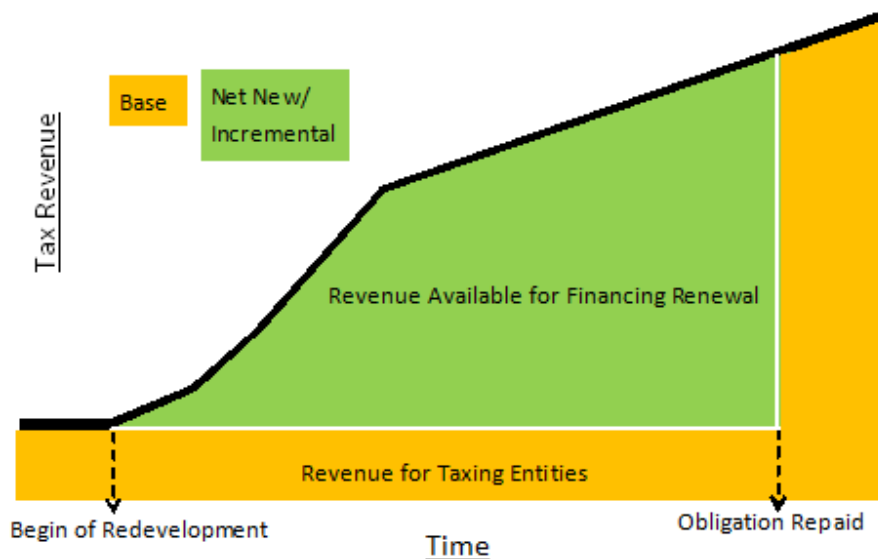 Base
Net New/
Incremental
Tax Revenue
Revenue Available for Financing Renewal
Revenue for Taxing Entities
Begin of Redevelopment
Obligation Repaid
Time